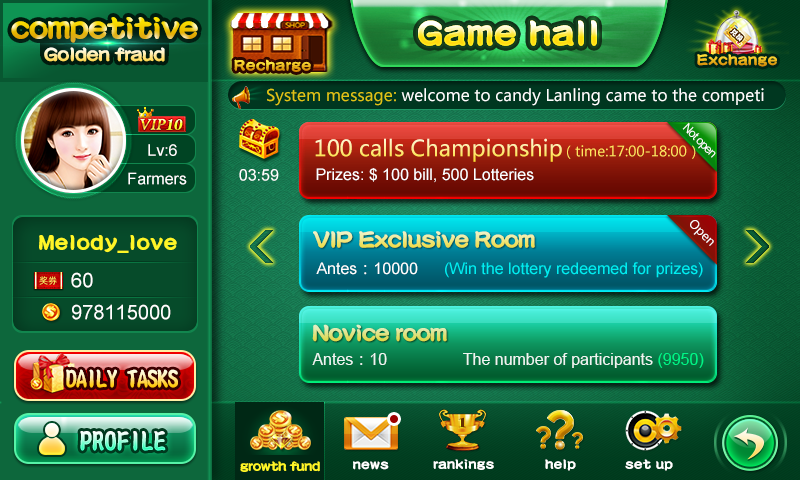 competitive
Golden fraud
SHOP
Recharge
Game hall
Exchange
System message: welcome to candy Lanling came to the competi
VIP10
Lv:6
Farmers
03:59
100 calls Championship ( time:17:00-18:00 )
Not open
Prizes: $ 100 bill, 500 Lotteries
Melody_love
奖券 60
978115000
VIP Exclusive Room
Open
Antes : 10000 (Win the lottery redeemed for prizes)
Novice room
Antes : 10 The number of participants (9950)
DAILY TASKS
PROFILE
growth fund
news
rankings
help
set up